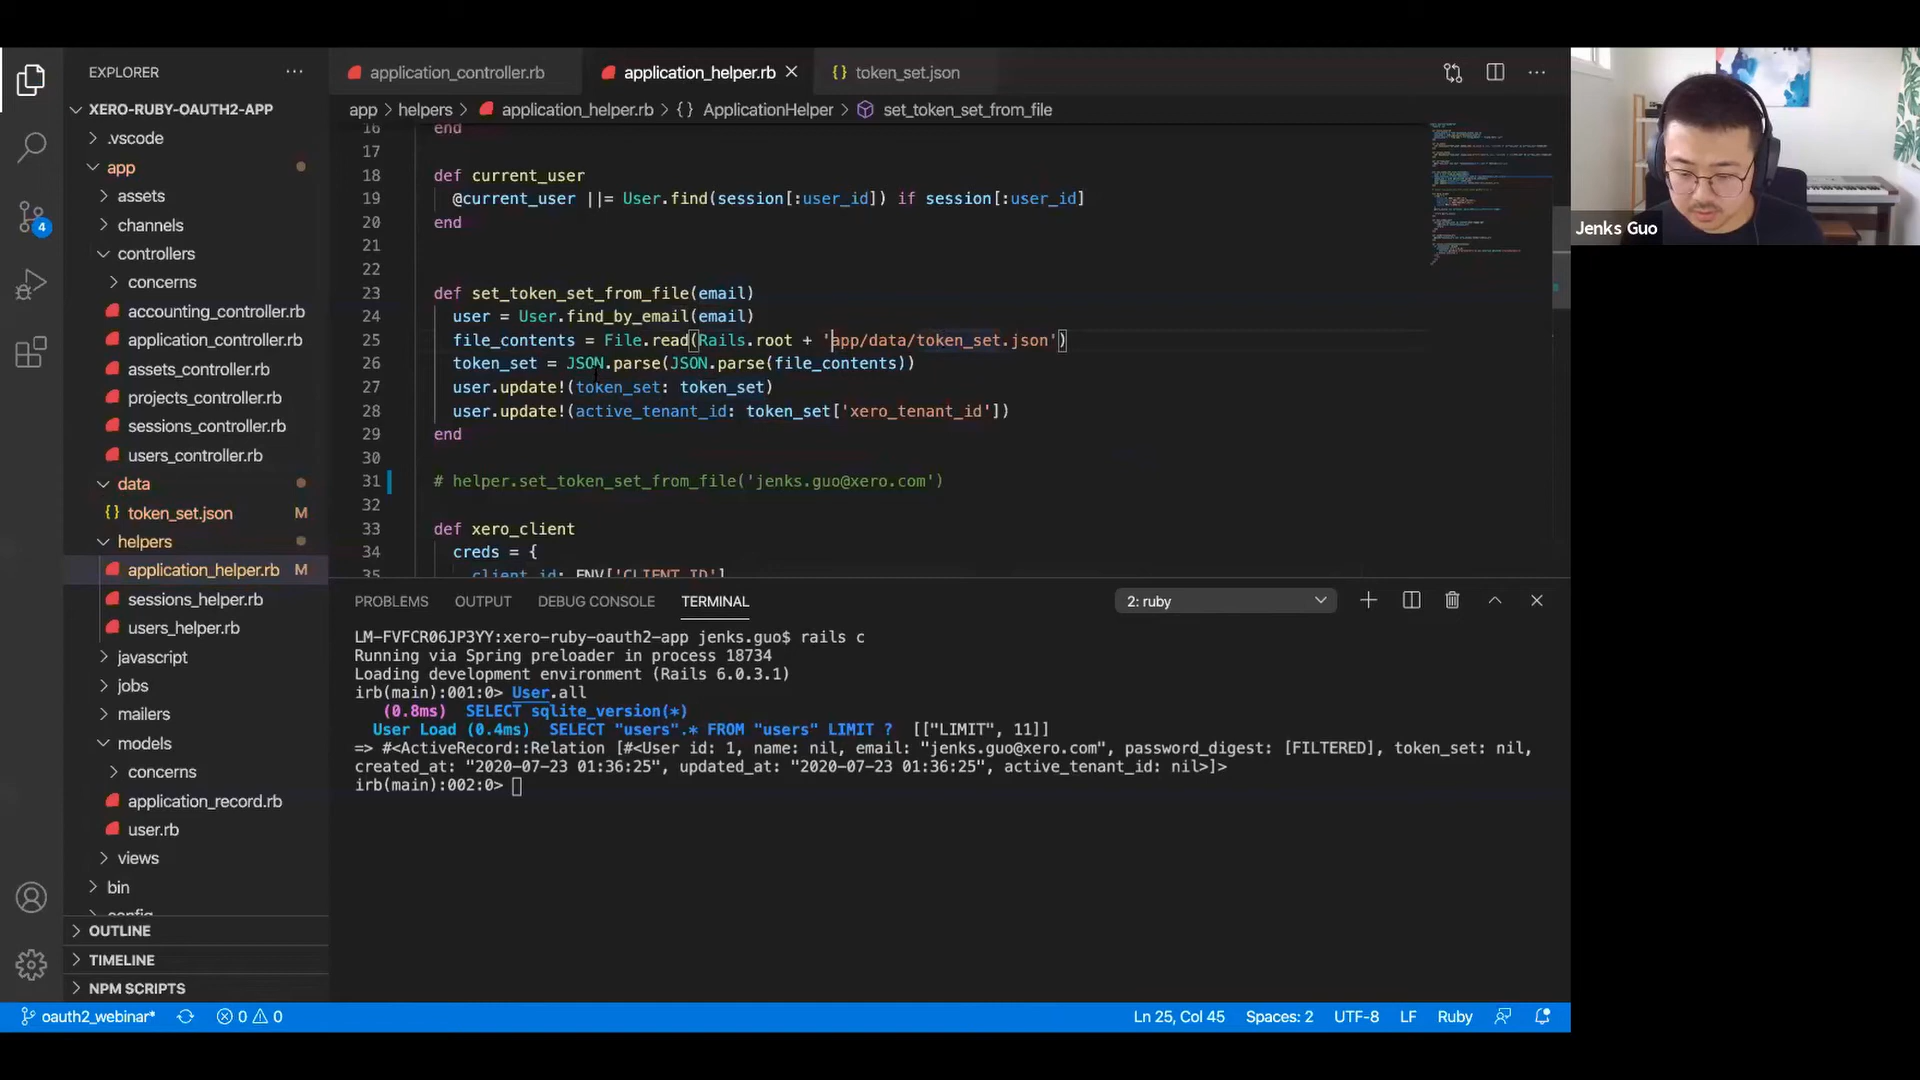 EXPLORER
XERO-RUBY-OAUTH2-APP
.vscode
app
assets
channels
controllers
concerns
accounting_controller.rb
application_controller.rb
assets_controller.rb
projects_controller.rb
sessions_controller.rb
users_controller.rb
data
{} token_set.json M
helpers
application_helper.rb M
sessions_helper.rb
users_helper.rb
javascript
jobs
mailers
models
concerns
application_record.rb
user.rb
views
bin
config
OUTLINE
TIMELINE
NPM SCRIPTS
4
application_controller.rb application_helper.rb {} token_set.json
app > helpers > application_helper.rb > {} ApplicationHelper > set_token_set_from_file
16 end
17
18 def current_user
19 @current_user ||= User.find(session[:user_id]) if session[:user_id]
20 end
21
22
23 def set_token_set_from_file(email)
24 user = User.find_by_email(email)
25 file_contents = File.read(Rails.root + 'app/data/token_set.json')
26 token_set = JSON.parse(JSON.parse(file_contents))
27 user.update!(token_set: token_set)
28 user.update!(active_tenant_id: token_set['xero_tenant_id'])
29 end
30
31 # helper.set_token_set_from_file('jenks.guo@xero.com')
32
33 def xero_client
34 creds = {
35 client_id: ENV['CLIENT_ID'],
PROBLEMS OUTPUT DEBUG CONSOLE TERMINAL 2: ruby
LM-FVFCR06JP3YY:xero-ruby-oauth2-app jenks.guo$ rails c
Running via Spring preloader in process 18734
Loading development environment (Rails 6.0.3.1)
irb(main):001:0> User.all
(0.8ms) SELECT sqlite_version(*)
User Load (0.4ms) SELECT "users".* FROM "users" LIMIT ? [["LIMIT", 11]]
=> #<ActiveRecord::Relation [#<User id: 1, name: nil, email: "jenks.guo@xero.com", password_digest: [FILTERED], token_set: nil,
created_at: "2020-07-23 01:36:25", updated_at: "2020-07-23 01:36:25", active_tenant_id: nil>]>
irb(main):002:0>
Jenks Guo
oauth2_webinar* 0 0 Ln 25, Col 45 Spaces: 2 UTF-8 LF Ruby